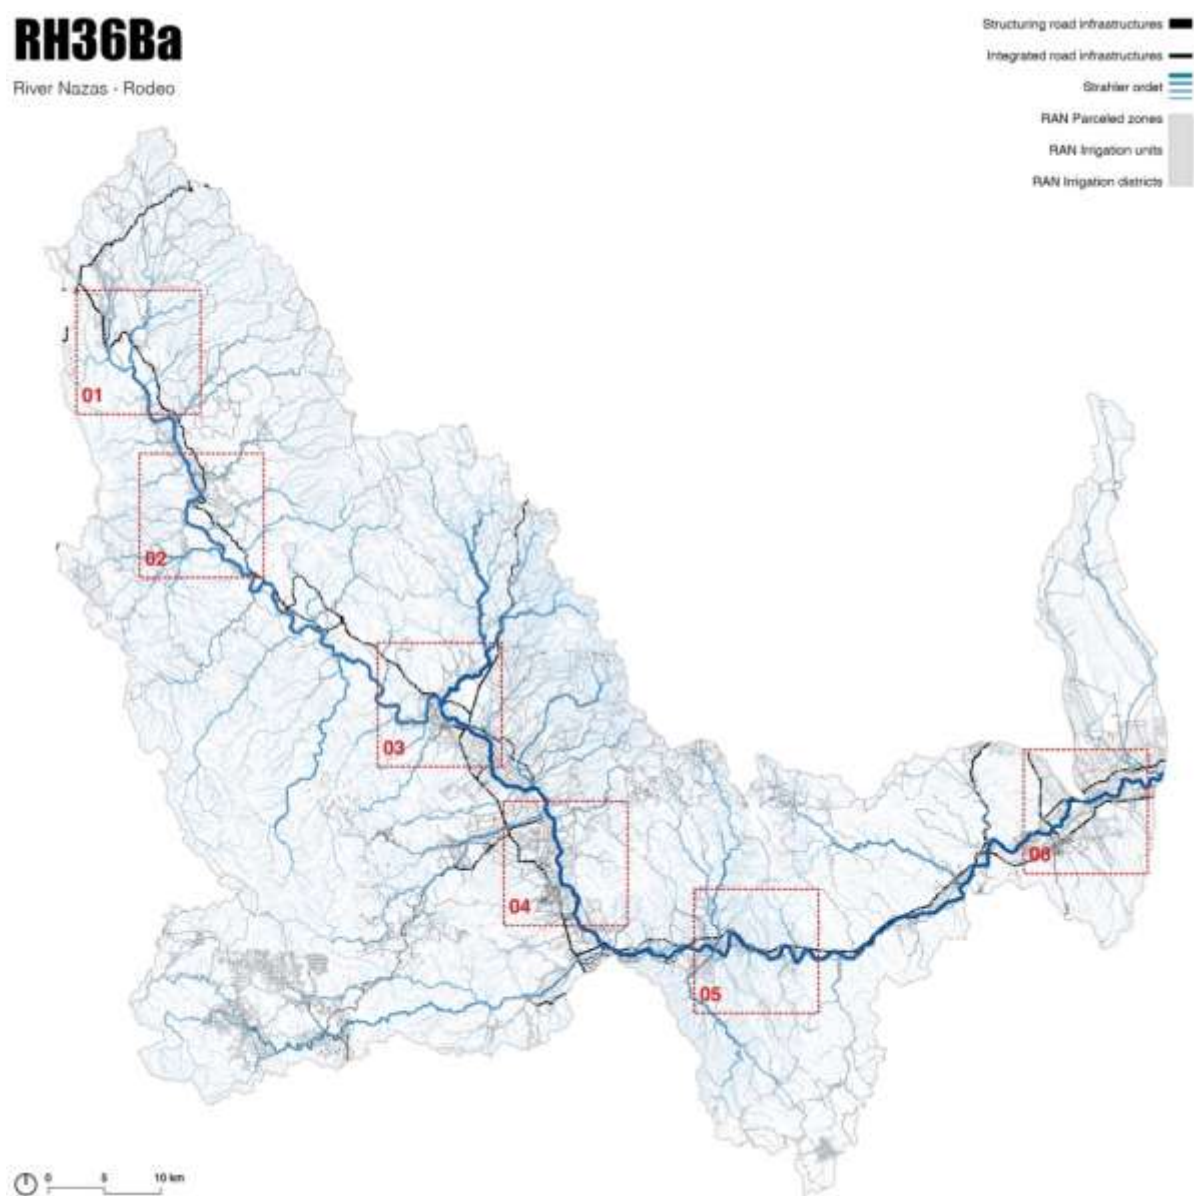 RH36Ba
River Nazas - Rodeo
Structuring road infrastructures
Integrated road infrastructures
Strahler ordet
RAN Parceled zones
RAN Irrigation units
RAN Irrigation districts
01
02
03
04
05
06
0 5 10 km